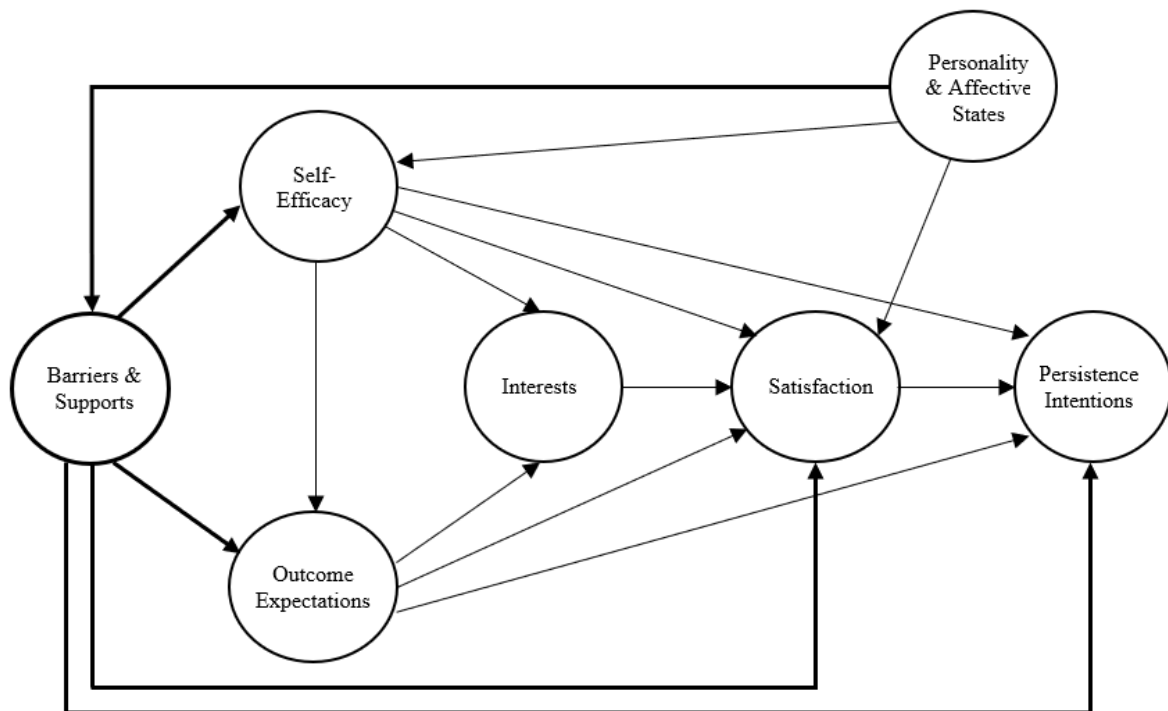 Personality
& Affective
States
Self-
Efficacy
Barriers &
Supports
Interests
Satisfaction
Persistence
Intentions
Outcome
Expectations